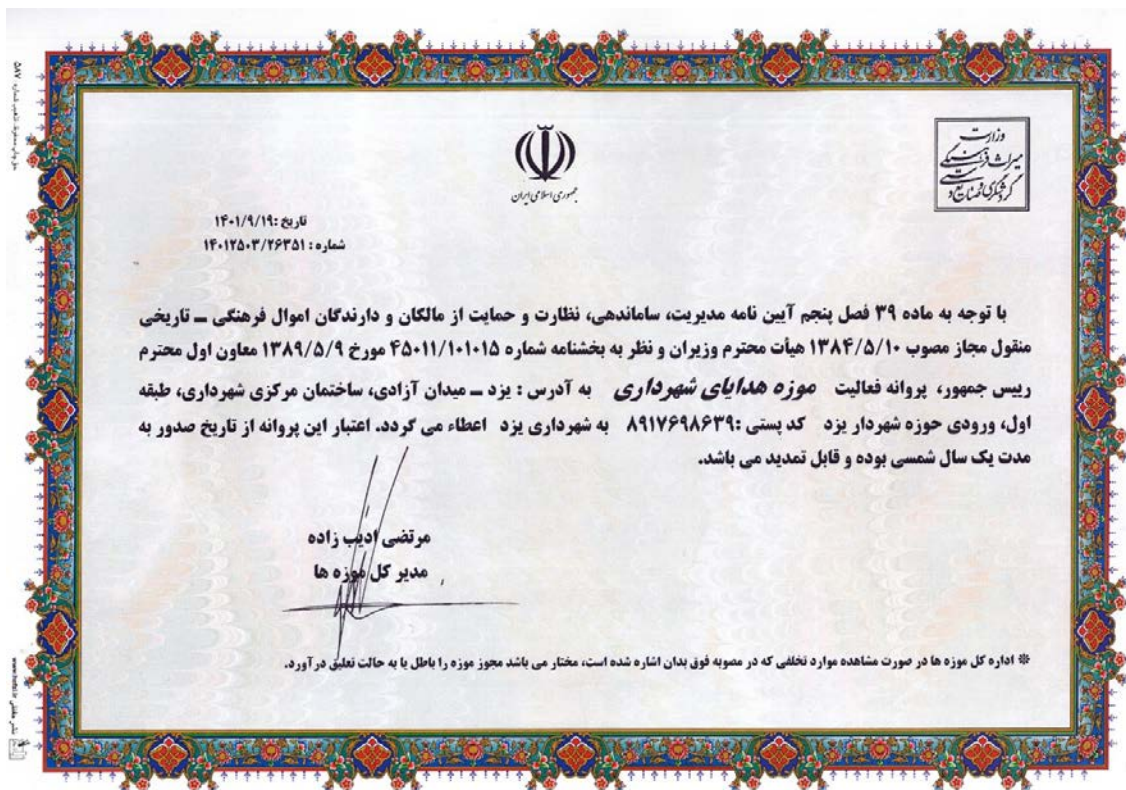 وزارت
میراث فرهنگی
گردشگری و صنایع دستی
جمهوری اسلامی ایران
تاریخ :۱۴۰۱/۹/۱۹
شماره : ۱۴۰۱۲۵۰۳/۲۶۳۵۱
با توجه به ماده ۳۹ فصل پنجم آیین نامه مدیریت، ساماندهی، نظارت و حمایت از مالکان و دارندگان اموال فرهنگی – تاریخی
منقول مجاز مصوب ۱۳۸۴/۵/۱۰ هیأت محترم وزیران و نظر به بخشنامه شماره ۴۵۰۱۱/۱۰۱۰۱۵ مورخ ۱۳۸۹/۵/۹ معاون اول محترم
رییس جمهور، پروانه فعالیت موزه هدایای شهرداری به آدرس : یزد – میدان آزادی، ساختمان مرکزی شهرداری، طبقه
اول، ورودی حوزه شهردار یزد کد پستی :۸۹۱۷۶۹۸۶۳۹ به شهرداری یزد اعطاء می گردد. اعتبار این پروانه از تاریخ صدور به
مدت یک سال شمسی بوده و قابل تمدید می باشد.
مرتضی ادیب زاده
مدیر کل موزه ها
※ اداره کل موزه ها در صورت مشاهده موارد تخلفی که در مصوبه فوق بدان اشاره شده است، مختار می باشد مجوز موزه را باطل یا به حالت تعلیق درآورد.